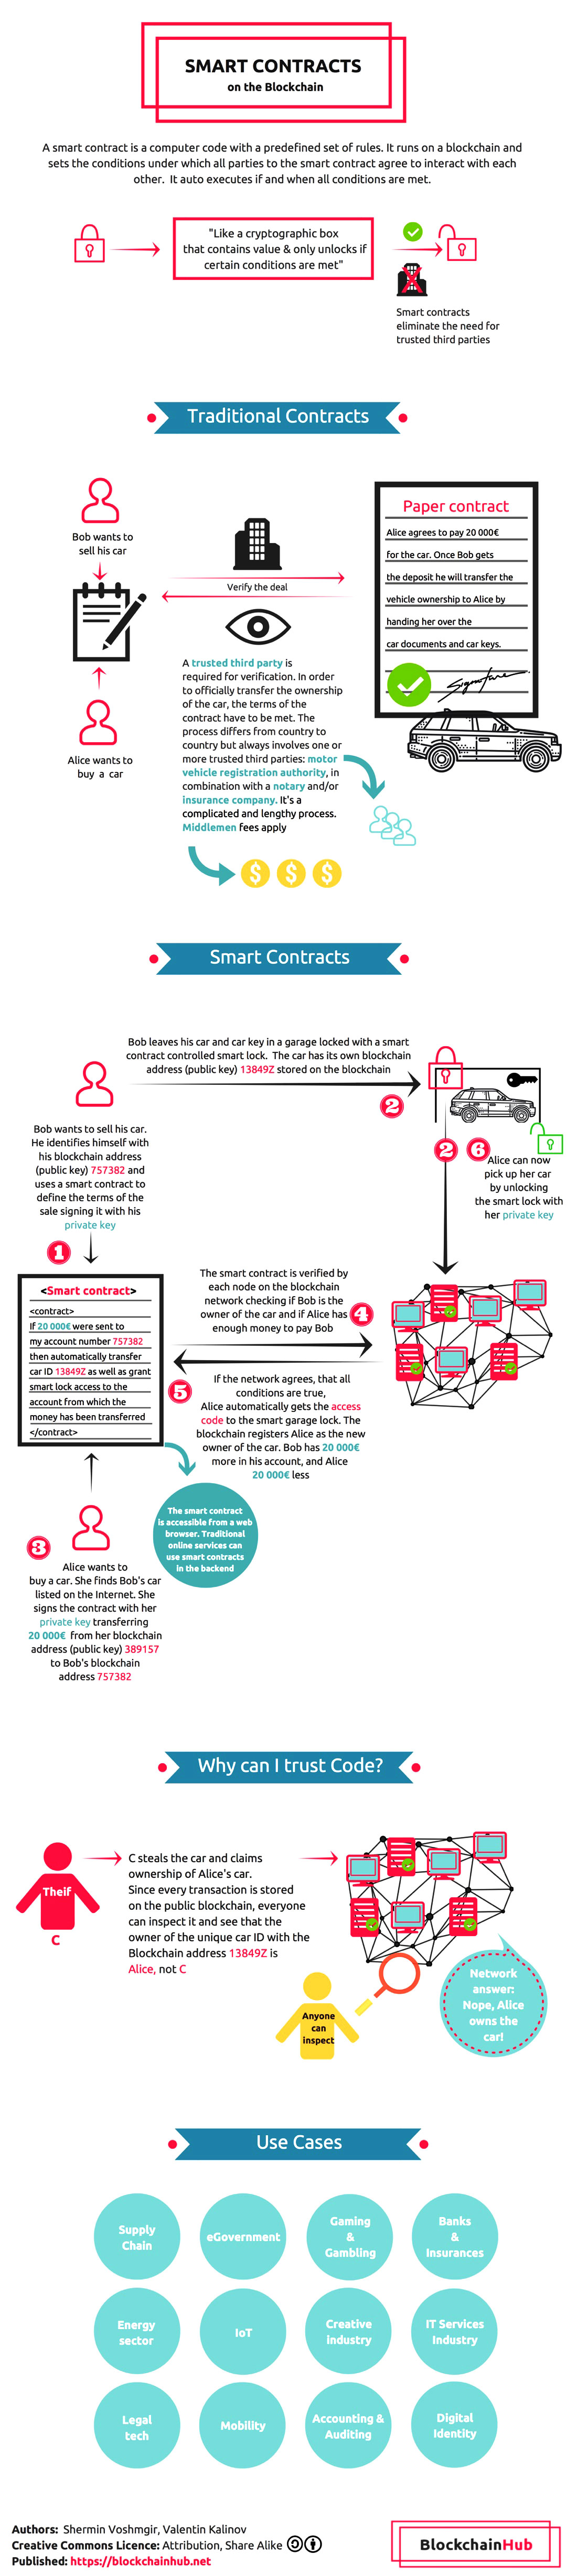 SMART CONTRACTS
on the Blockchain
A smart contract is a computer code with a predefined set of rules. It runs on a blockchain and
sets the conditions under which all parties to the smart contract agree to interact with each
other. It auto executes if and when all conditions are met.
"Like a cryptographic box
that contains value & only unlocks if
certain conditions are met"
Smart contracts
eliminate the need for
trusted third parties
Traditional Contracts
Bob wants to
sell his car
Alice wants to
buy a car
Verify the deal
A trusted third party is
required for verification. In order
to officially transfer the ownership
of the car, the terms of the
contract have to be met. The
process differs from country to
country but always involves one or
more trusted third parties: motor
vehicle registration authority, in
combination with a notary and/or
insurance company. It's a
complicated and lengthy process.
Middlemen fees apply
$ $ $
Paper contract
Alice agrees to pay 20 000€
for the car. Once Bob gets
the deposit he will transfer the
vehicle ownership to Alice by
handing her over the
car documents and car keys.
Signature
Smart Contracts
Bob leaves his car and car key in a garage locked with a smart
contract controlled smart lock. The car has its own blockchain
address (public key) 13849Z stored on the blockchain
2
Bob wants to sell his car.
He identifies himself with
his blockchain address
(public key) 757382 and
uses a smart contract to
define the terms of the
sale signing it with his
private key
1
2
6
Alice can now
pick up her car
by unlocking
the smart lock with
her private key
<Smart contract>
<contract>
If 20 000€ were sent to
my account number 757382
then automatically transfer
car ID 13849Z as well as grant
smart lock access to the
account from which the
money has been transferred
</contract>
The smart contract is verified by
each node on the blockchain
network checking if Bob is the
owner of the car and if Alice has
enough money to pay Bob
4
5
If the network agrees, that all
conditions are true,
Alice automatically gets the access
code to the smart garage lock. The
blockchain registers Alice as the new
owner of the car. Bob has 20 000€
more in his account, and Alice
20 000€ less
The smart contract
is accessible from a web
browser. Traditional
online services can
use smart contracts
in the backend
3
Alice wants to
buy a car. She finds Bob's car
listed on the Internet. She
signs the contract with her
private key transferring
20 000€ from her blockchain
address (public key) 389157
to Bob's blockchain
address 757382
Why can I trust Code?
Theif
C
C steals the car and claims
ownership of Alice's car.
Since every transaction is stored
on the public blockchain, everyone
can inspect it and see that the
owner of the unique car ID with the
Blockchain address 13849Z is
Alice, not C
Anyone
can
inspect
Network
answer:
Nope, Alice
owns the
car!
Use Cases
Supply
Chain
eGovernment
Gaming
&
Gambling
Banks
&
Insurances
Energy
sector
IoT
Creative
industry
IT Services
Industry
Legal
tech
Mobility
Accounting &
Auditing
Digital
Identity
Authors: Shermin Voshmgir, Valentin Kalinov
Creative Commons Licence: Attribution, Share Alike
Published: https://blockchainhub.net
BlockchainHub